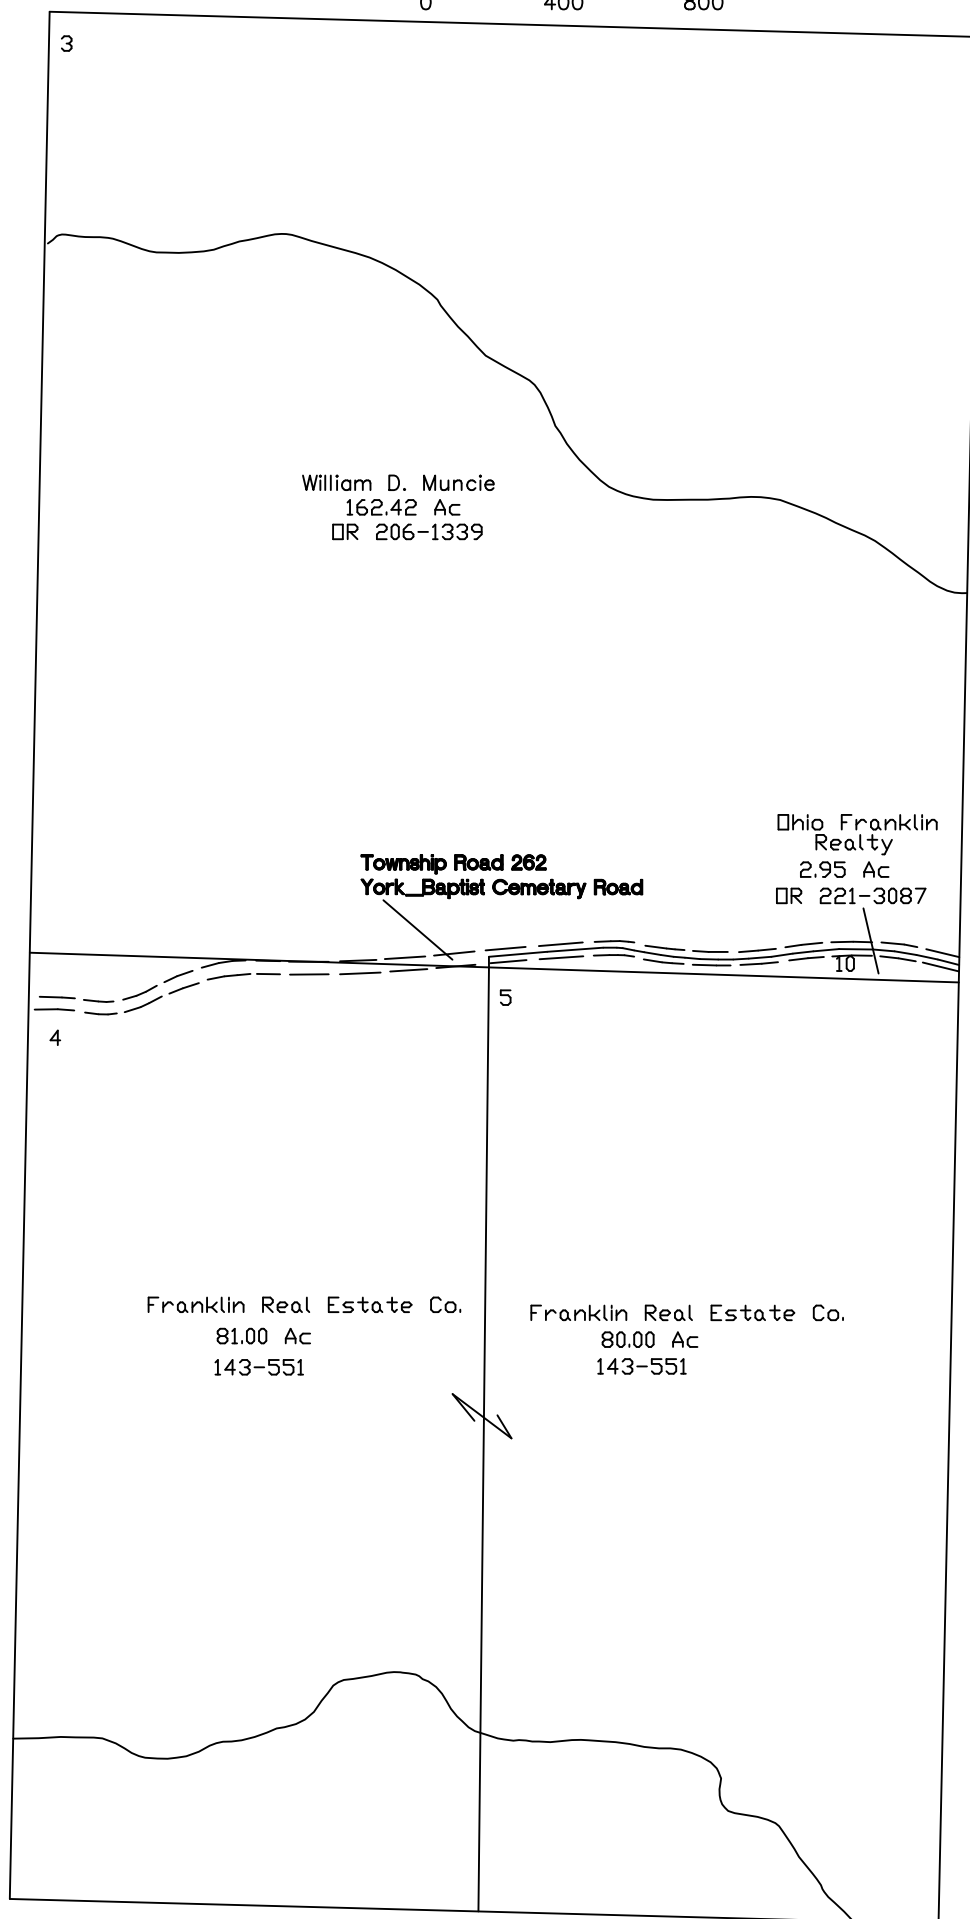 0 400 800
3
William D. Muncie
162.42 Ac
OR 206-1339
Ohio Franklin
Realty
2.95 Ac
OR 221-3087
Township Road 262
York_Baptist Cemetary Road
10
5
4
Franklin Real Estate Co.
81.00 Ac
143-551
Franklin Real Estate Co.
80.00 Ac
143-551